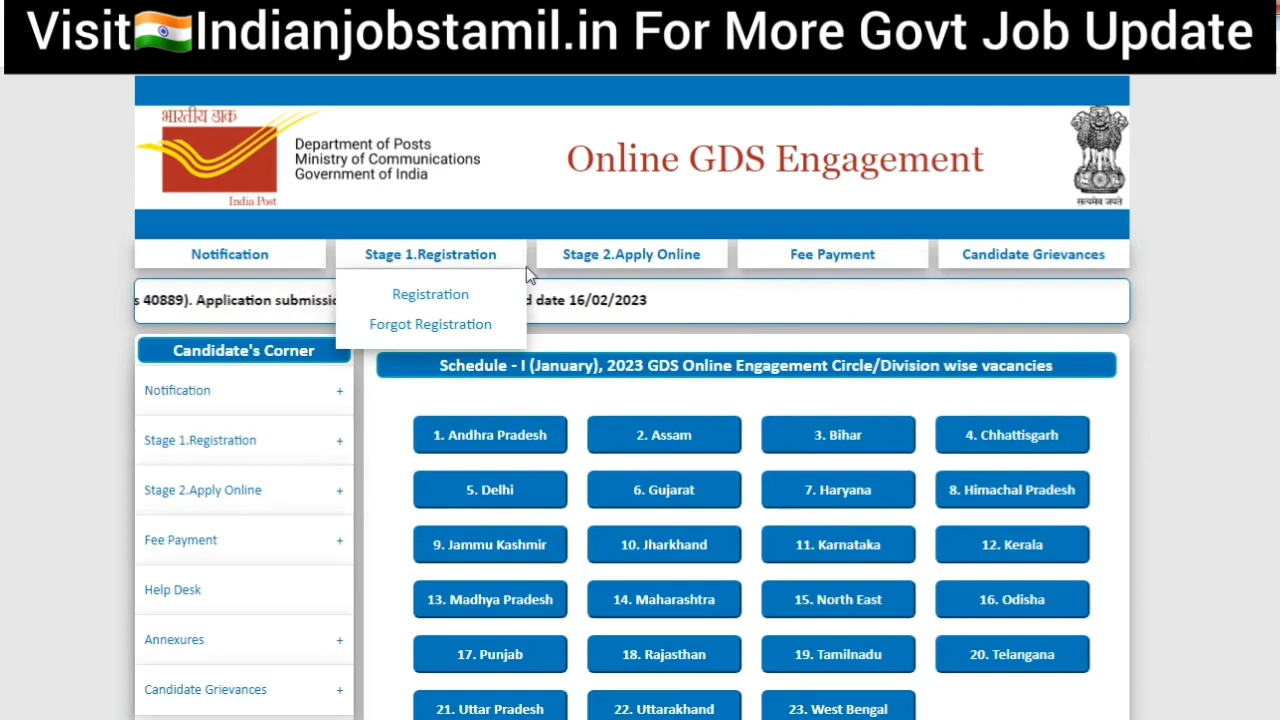 Visit🇮🇳Indianjobstamil.in For More Govt Job Update
भारतीय डाक
India Post
Department of Posts
Ministry of Communications
Government of India
Online GDS Engagement
सत्यमेव जयते
Notification
Stage 1.Registration
Stage 2.Apply Online
Fee Payment
Candidate Grievances
Registration
Forgot Registration
s 40889). Application submissio
d date 16/02/2023
Candidate's Corner
Notification +
Stage 1.Registration +
Stage 2.Apply Online +
Fee Payment +
Help Desk
Annexures +
Candidate Grievances +
Schedule - I (January), 2023 GDS Online Engagement Circle/Division wise vacancies
1. Andhra Pradesh
2. Assam
3. Bihar
4. Chhattisgarh
5. Delhi
6. Gujarat
7. Haryana
8. Himachal Pradesh
9. Jammu Kashmir
10. Jharkhand
11. Karnataka
12. Kerala
13. Madhya Pradesh
14. Maharashtra
15. North East
16. Odisha
17. Punjab
18. Rajasthan
19. Tamilnadu
20. Telangana
21. Uttar Pradesh
22. Uttarakhand
23. West Bengal